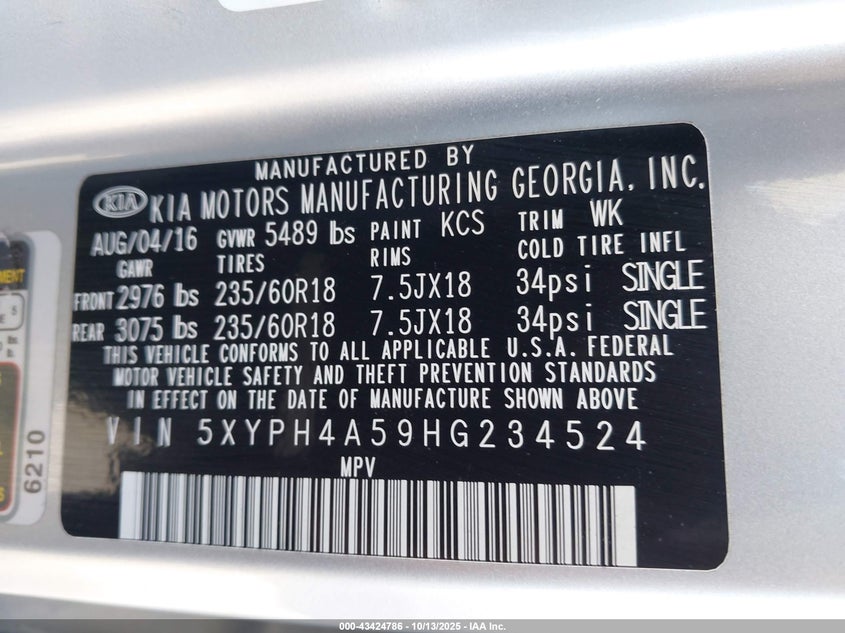 MANUFACTURED BY
KIA KIA MOTORS MANUFACTURING GEORGIA, INC.
AUG/04/16 GVWR 5489 lbs PAINT KCS TRIM WK
GAWR TIRES RIMS COLD TIRE INFL
FRONT 2976 lbs 235/60R18 7.5JX18 34psi SINGLE
REAR 3075 lbs 235/60R18 7.5JX18 34psi SINGLE
THIS VEHICLE CONFORMS TO ALL APPLICABLE U.S.A. FEDERAL
MOTOR VEHICLE SAFETY AND THEFT PREVENTION STANDARDS
IN EFFECT ON THE DATE OF MANUFACTURE SHOWN ABOVE
VIN 5XYPH4A59HG234524
MPV
6210
000-43424786 - 10/13/2025 - IAA Inc.